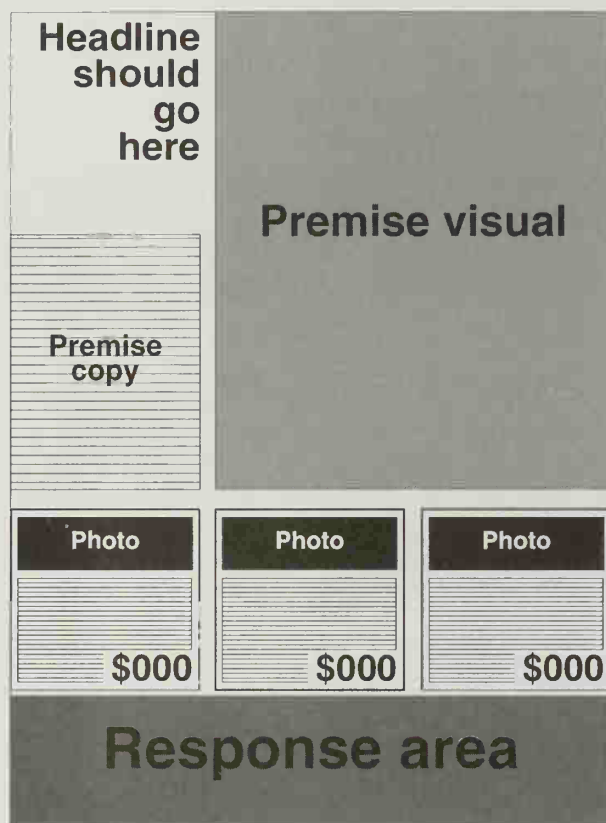 Headline
should
go
here
Premise visual
Premise
copy
Photo
$000
Photo
$000
Photo
$000
Response area